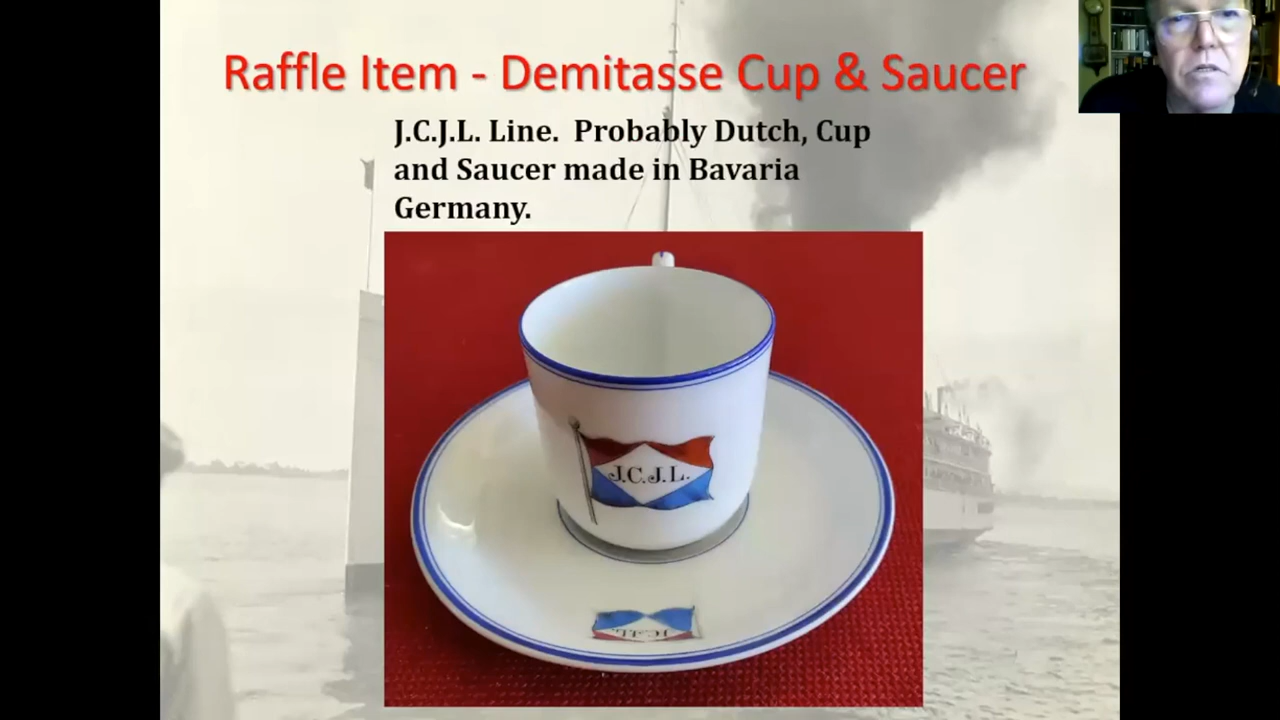 Raffle Item - Demitasse Cup & Saucer
J.C.J.L. Line.  Probably Dutch, Cup
and Saucer made in Bavaria
Germany.
J.C.J.L.
J.C.J.L.